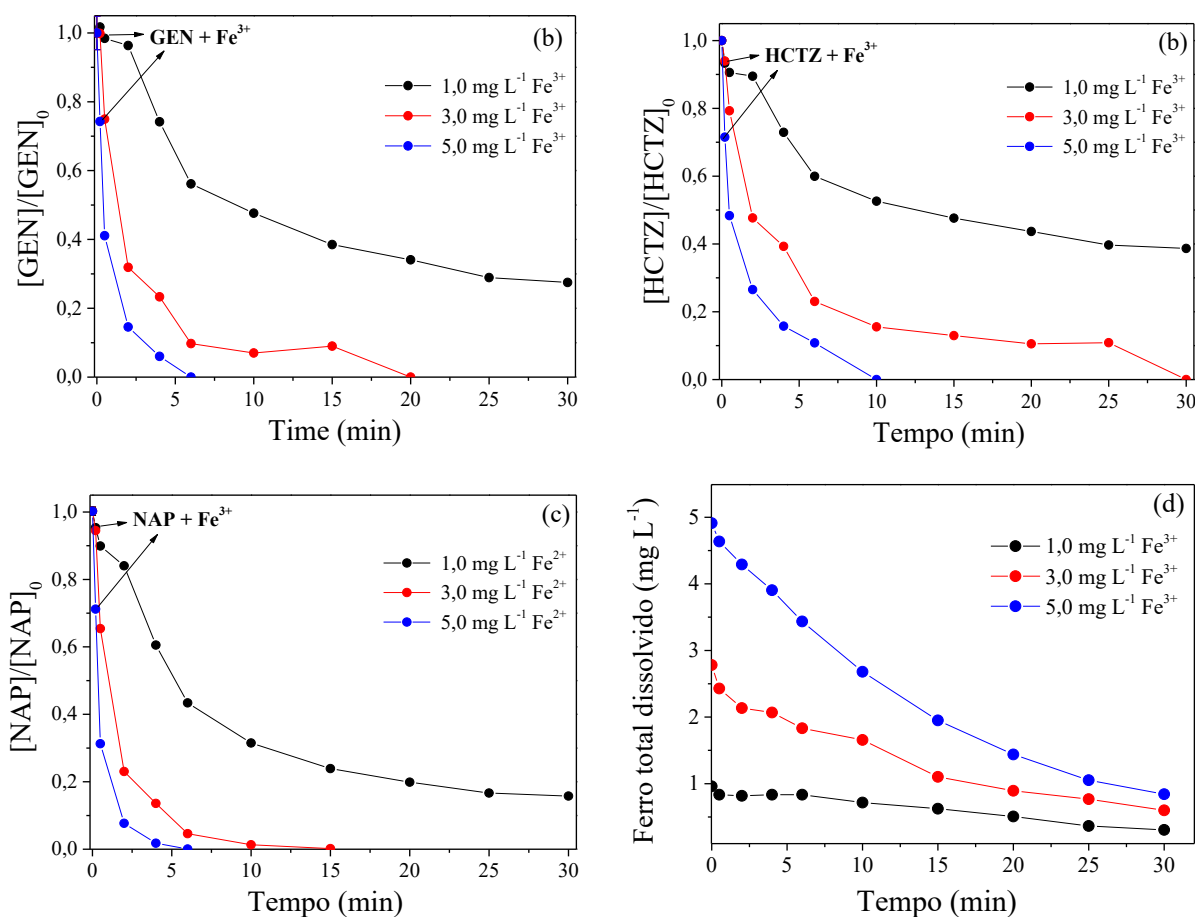 (b)
GEN + Fe³⁺
1,0 mg L⁻¹ Fe³⁺
3,0 mg L⁻¹ Fe³⁺
5,0 mg L⁻¹ Fe³⁺
[GEN]/[GEN]₀
1,0
0,8
0,6
0,4
0,2
0,0
0 5 10 15 20 25 30
Time (min)
(b)
HCTZ + Fe³⁺
1,0 mg L⁻¹ Fe³⁺
3,0 mg L⁻¹ Fe³⁺
5,0 mg L⁻¹ Fe³⁺
[HCTZ]/[HCTZ]₀
1,0
0,8
0,6
0,4
0,2
0,0
0 5 10 15 20 25 30
Tempo (min)
(c)
NAP + Fe³⁺
1,0 mg L⁻¹ Fe²⁺
3,0 mg L⁻¹ Fe²⁺
5,0 mg L⁻¹ Fe²⁺
[NAP]/[NAP]₀
1,0
0,8
0,6
0,4
0,2
0,0
0 5 10 15 20 25 30
Tempo (min)
(d)
1,0 mg L⁻¹ Fe³⁺
3,0 mg L⁻¹ Fe³⁺
5,0 mg L⁻¹ Fe³⁺
Ferro total dissolvido (mg L⁻¹)
5
4
3
2
1
0 5 10 15 20 25 30
Tempo (min)